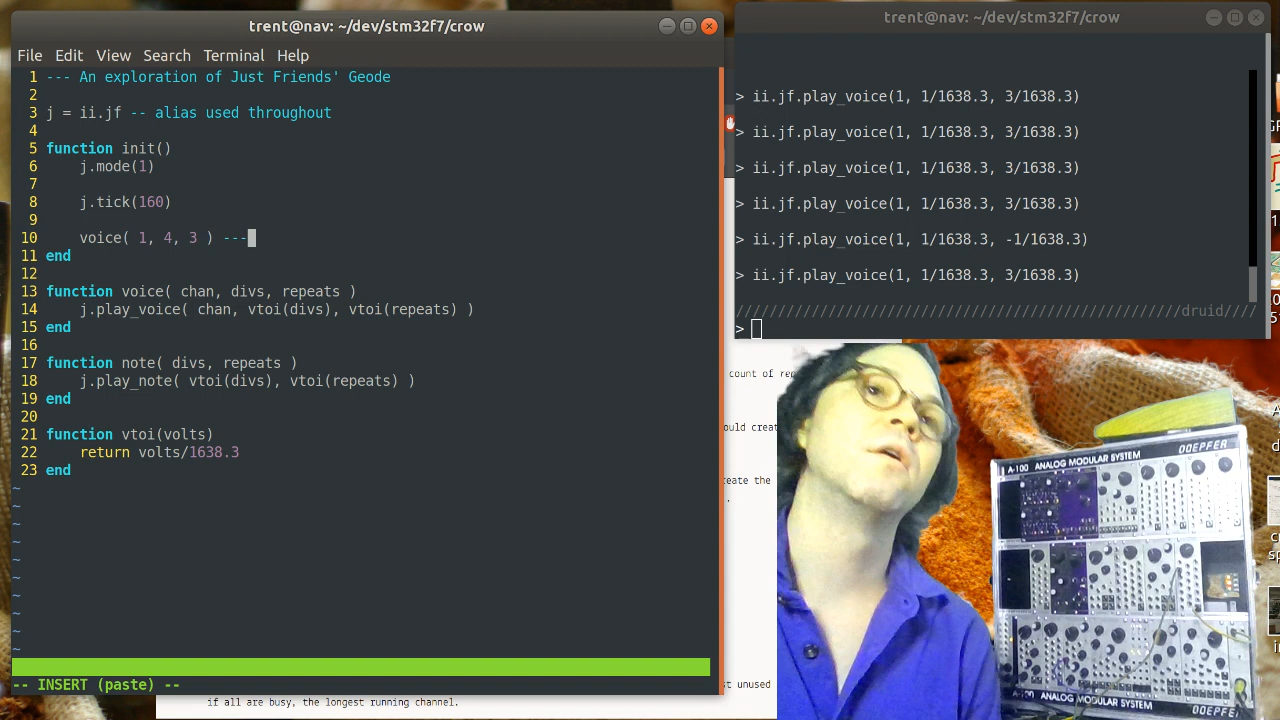 trent@nav: ~/dev/stm32f7/crow
File Edit View Search Terminal Help
1 --- An exploration of Just Friends' Geode
2
3 j = ii.jf -- alias used throughout
4
5 function init()
6 j.mode(1)
7
8 j.tick(160)
9
10 voice( 1, 4, 3 ) ---
11 end
12
13 function voice( chan, divs, repeats )
14 j.play_voice( chan, vtoi(divs), vtoi(repeats) )
15 end
16
17 function note( divs, repeats )
18 j.play_note( vtoi(divs), vtoi(repeats) )
19 end
20
21 function vtoi(volts)
22 return volts/1638.3
23 end
~
~
~
~
~
~
~
~
~
~
-- INSERT (paste) --
trent@nav: ~/dev/stm32f7/crow
> ii.jf.play_voice(1, 1/1638.3, 3/1638.3)
> ii.jf.play_voice(1, 1/1638.3, 3/1638.3)
> ii.jf.play_voice(1, 1/1638.3, 3/1638.3)
> ii.jf.play_voice(1, 1/1638.3, 3/1638.3)
> ii.jf.play_voice(1, 1/1638.3, -1/1638.3)
> ii.jf.play_voice(1, 1/1638.3, 3/1638.3)
//////////////////////////////////////////////////////druid////
>
count of
the
unused
if all are busy, the longest running channel.
A-100 ANALOG MODULAR SYSTEM DOEPFER
A-100 ANALOG MODULAR SYSTEM DOEPFER